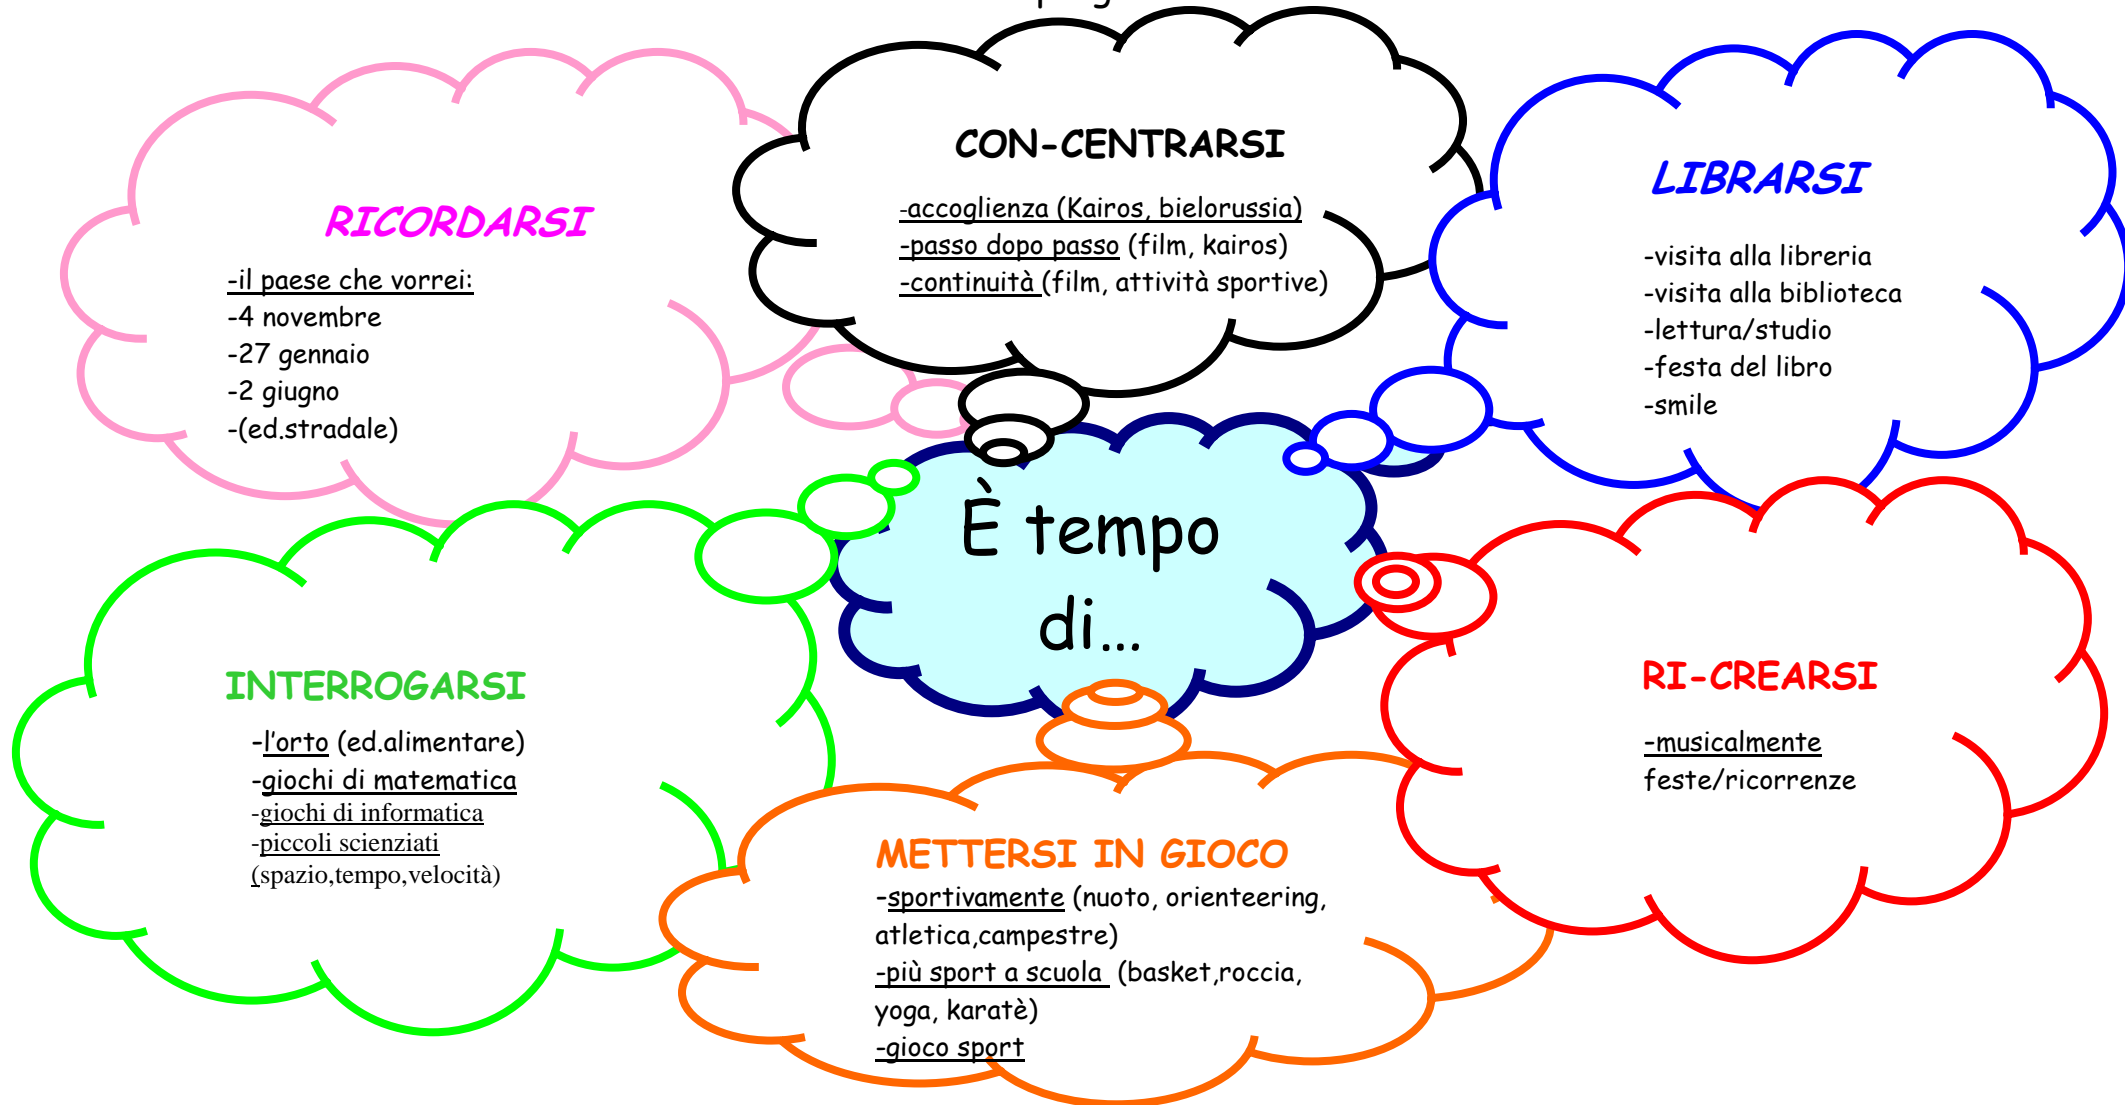 CON-CENTRARSI
-accoglienza (Kairos, bielorussia)
-passo dopo passo (film, kairos)
-continuità (film, attività sportive)
RICORDARSI
-il paese che vorrei:
-4 novembre
-27 gennaio
-2 giugno
-(ed.stradale)
LIBRARSI
-visita alla libreria
-visita alla biblioteca
-lettura/studio
-festa del libro
-smile
È tempo
di...
INTERROGARSI
-l'orto (ed.alimentare)
-giochi di matematica
-giochi di informatica
-piccoli scienziati
(spazio,tempo,velocità)
RI-CREARSI
-musicalmente
feste/ricorrenze
METTERSI IN GIOCO
-sportivamente (nuoto, orienteering,
atletica,campestre)
-più sport a scuola (basket,roccia,
yoga, karatè)
-gioco sport